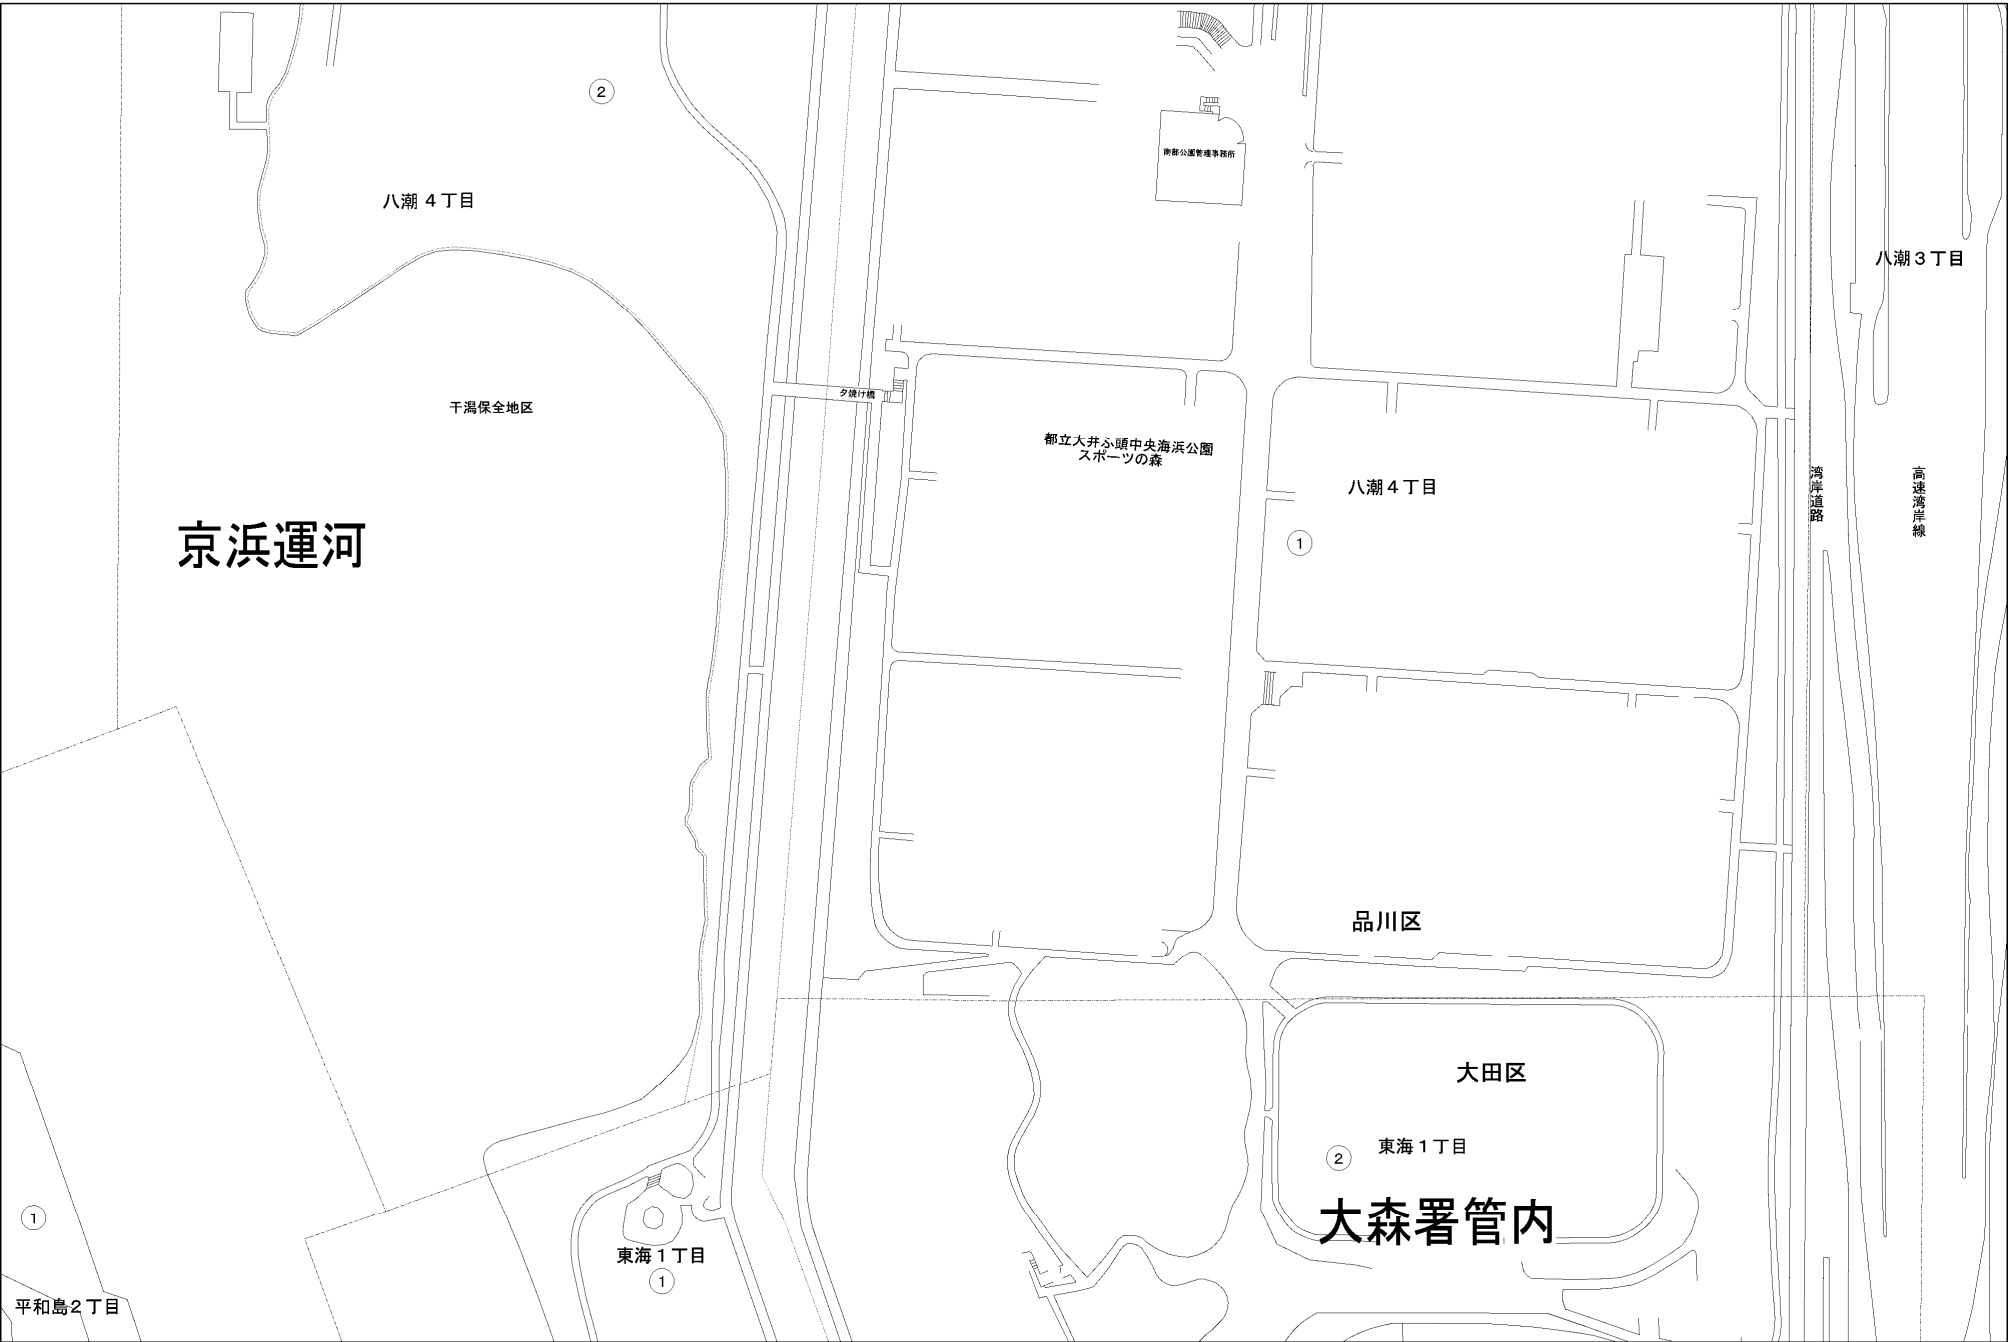 2
南部公園管理事務所
八潮４丁目
八潮３丁目
夕焼け橋
干潟保全地区
都立大井ふ頭中央海浜公園
スポーツの森
八潮４丁目
湾岸道路
高速湾岸線
京浜運河
1
品川区
大田区
東海１丁目
2
大森署管内
1
東海１丁目
1
平和島２丁目